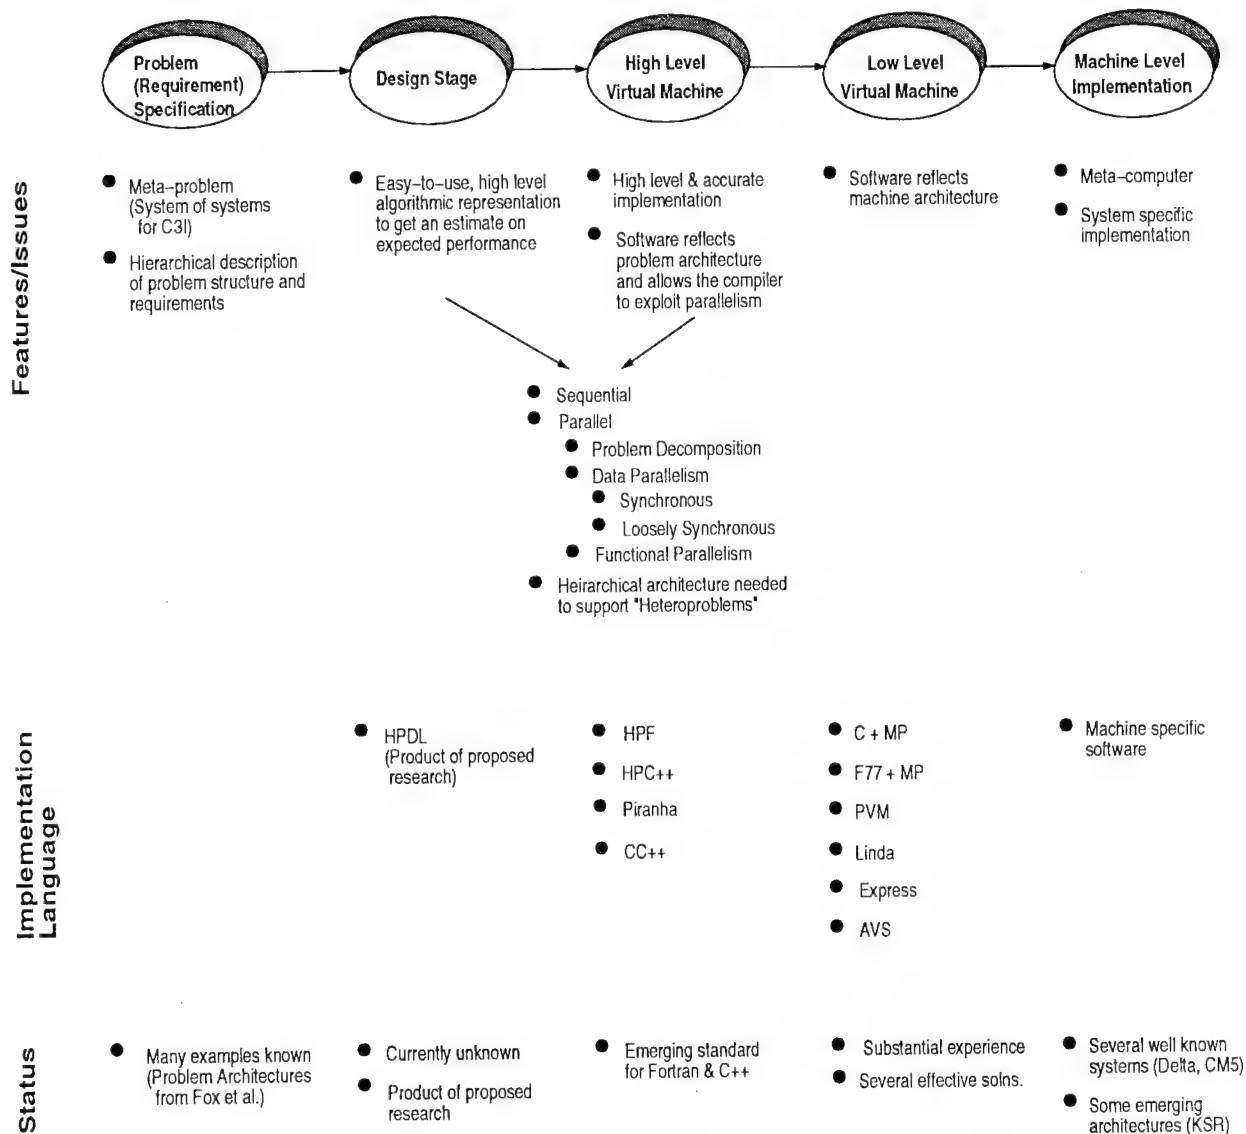 Problem
(Requirement)
Specification
Design Stage
High Level
Virtual Machine
Low Level
Virtual Machine
Machine Level
Implementation
Features/Issues
Meta-problem
(System of systems
for C3I)
Hierarchical description
of problem structure and
requirements
Easy-to-use, high level
algorithmic representation
to get an estimate on
expected performance
High level & accurate
implementation
Software reflects
problem architecture
and allows the compiler
to exploit parallelism
Software reflects
machine architecture
Meta-computer
System specific
implementation
Sequential
Parallel
Problem Decomposition
Data Parallelism
Synchronous
Loosely Synchronous
Functional Parallelism
Heirarchical architecture needed
to support "Heteroproblems"
Implementation
Language
HPDL
(Product of proposed
research)
HPF
HPC++
Piranha
CC++
C + MP
F77 + MP
PVM
Linda
Express
AVS
Machine specific
software
Status
Many examples known
(Problem Architectures
from Fox et al.)
Currently unknown
Product of proposed
research
Emerging standard
for Fortran & C++
Substantial experience
Several effective solns.
Several well known
systems (Delta, CM5)
Some emerging
architectures (KSR)